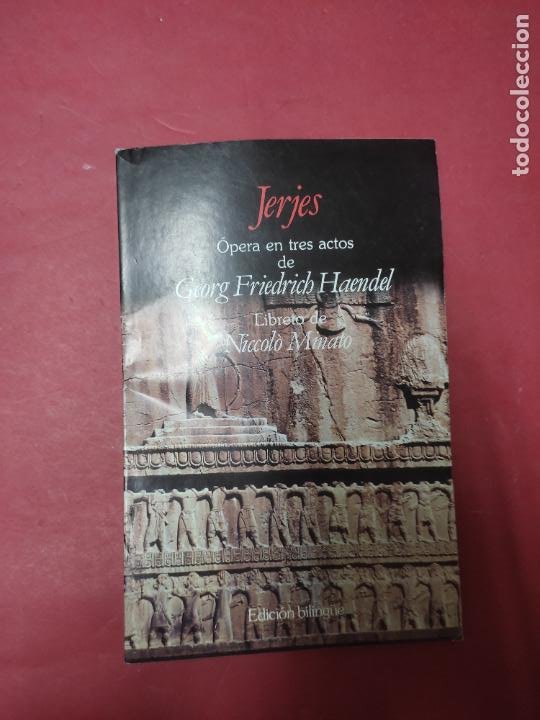 Jerjes
Ópera en tres actos
de
Georg Friedrich Haendel
Libreto de
Niccolò Minato
Edición bilingüe
todocoleccion